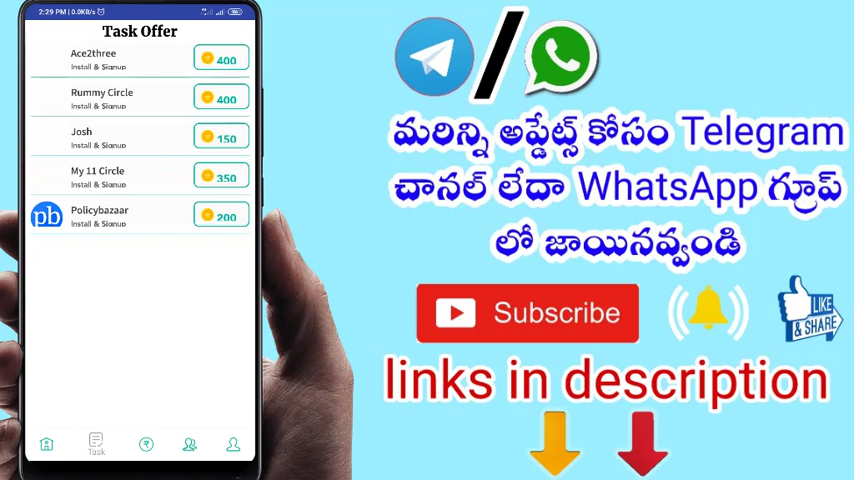 2:29 PM | 0.0KB/s
Task Offer
Ace2three
Install & Signup
400
Rummy Circle
Install & Signup
400
Josh
Install & Signup
150
My 11 Circle
Install & Signup
350
pb
Policybazaar
Install & Signup
200
Task
మరిన్ని అప్డేట్స్ కోసం Telegram
చానల్ లేదా WhatsApp గ్రూప్
లో జాయినవ్వండి
Subscribe
LIKE
& SHARE
links in description